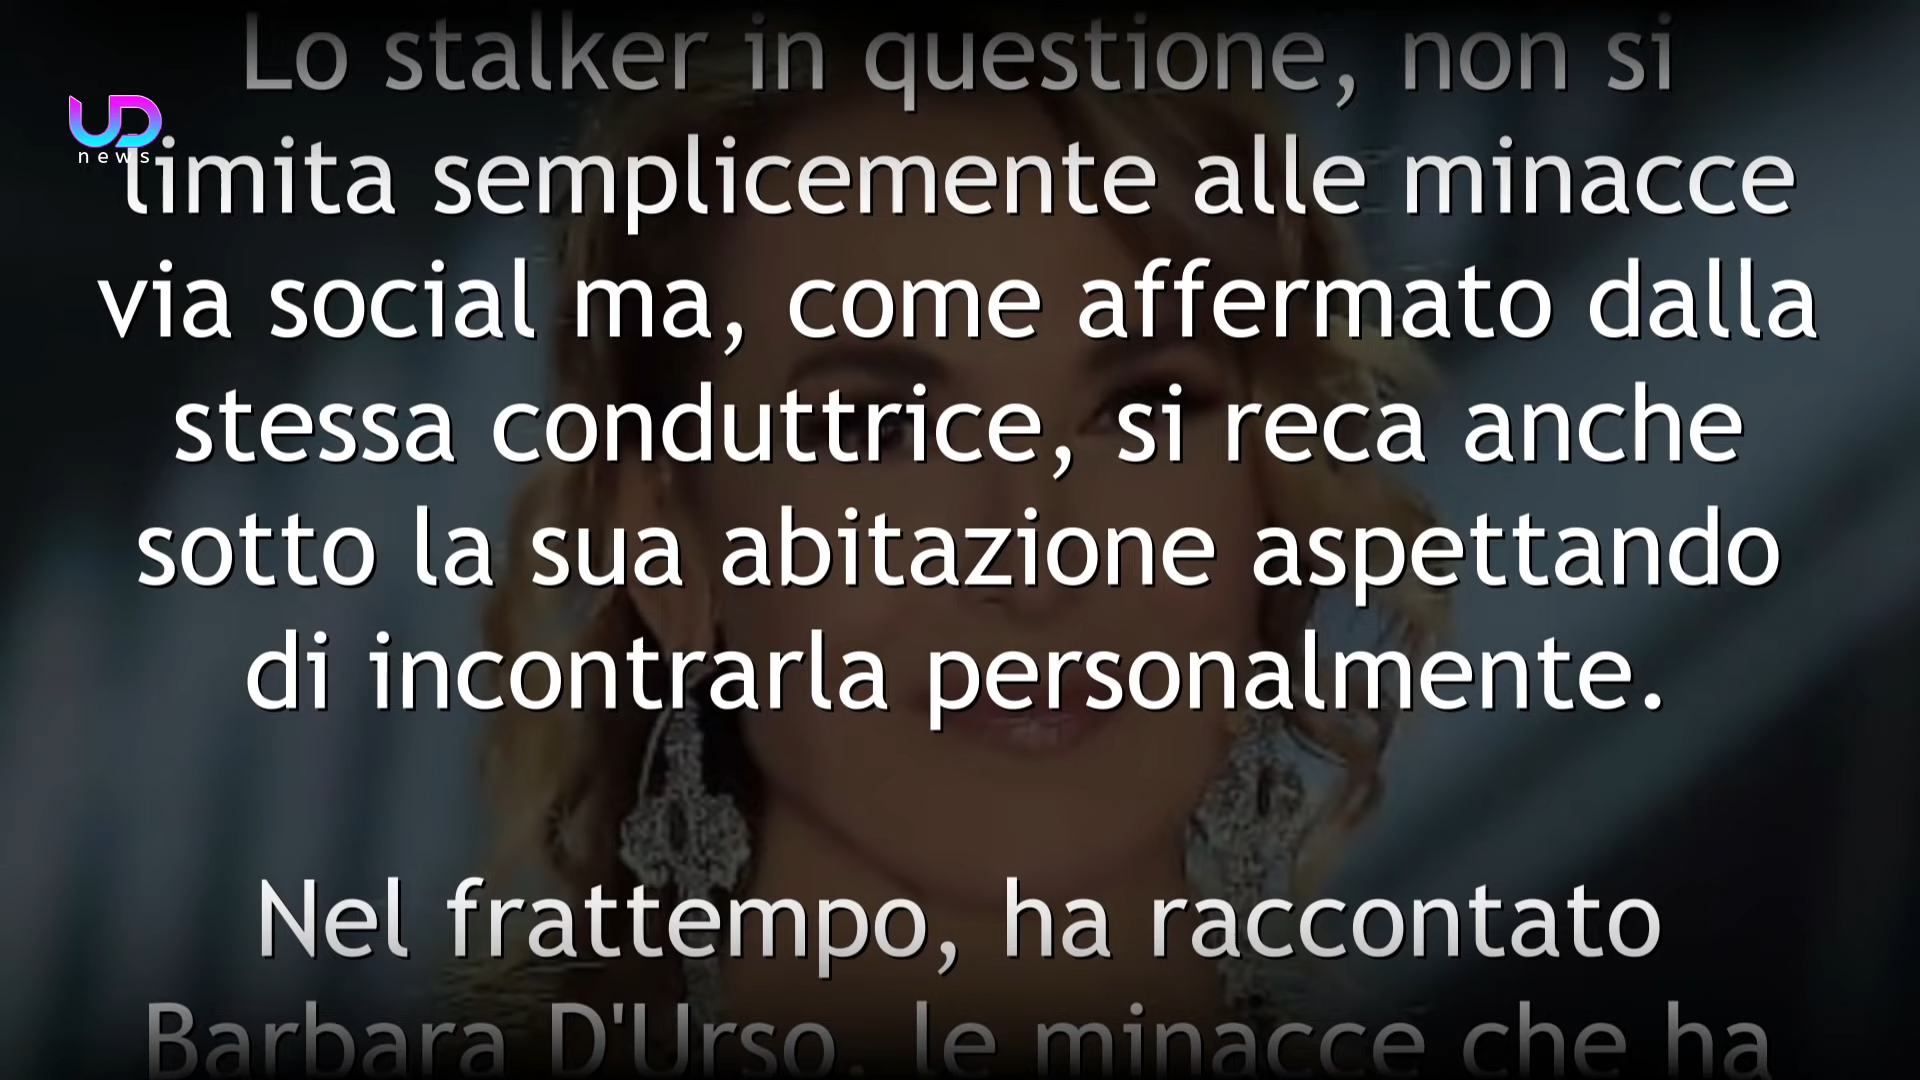 Lo stalker in questione, non si
UD
news
limita semplicemente alle minacce
via social ma, come affermato dalla
stessa conduttrice, si reca anche
sotto la sua abitazione aspettando
di incontrarla personalmente.
Nel frattempo, ha raccontato
Barbara D'Urso, le minacce che ha